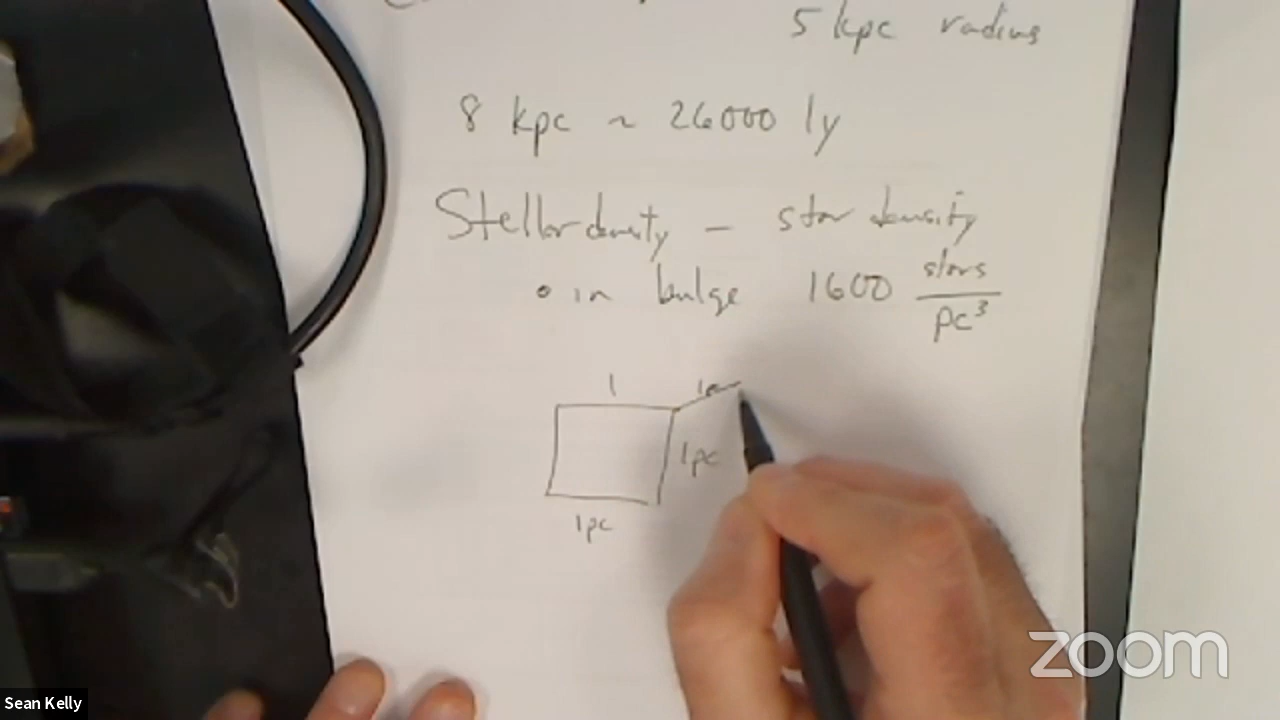 5 kpc radius
8 kpc ~ 26000 ly
Stellar density — star density
• in bulge 1600 stars
pc³
1
1pc
1pc
zoom
Sean Kelly